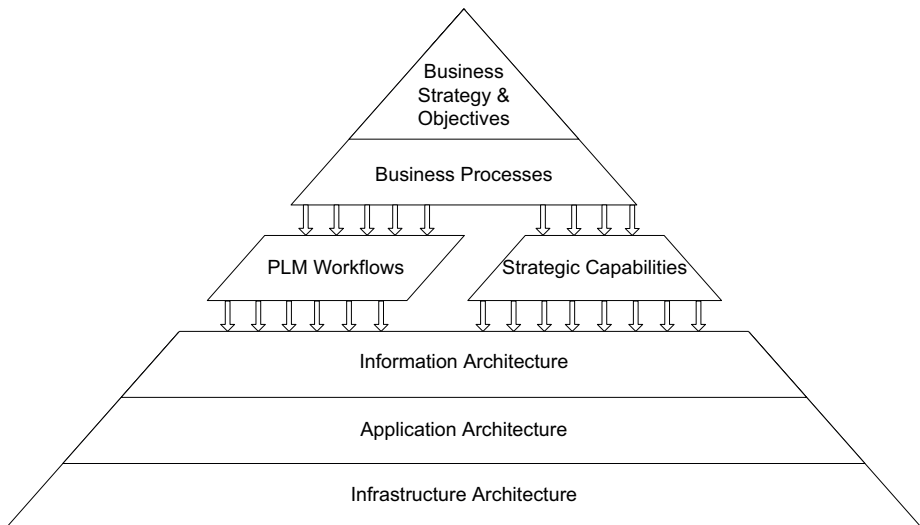 Business
Strategy &
Objectives
Business Processes
PLM Workflows
Strategic Capabilities
Information Architecture
Application Architecture
Infrastructure Architecture